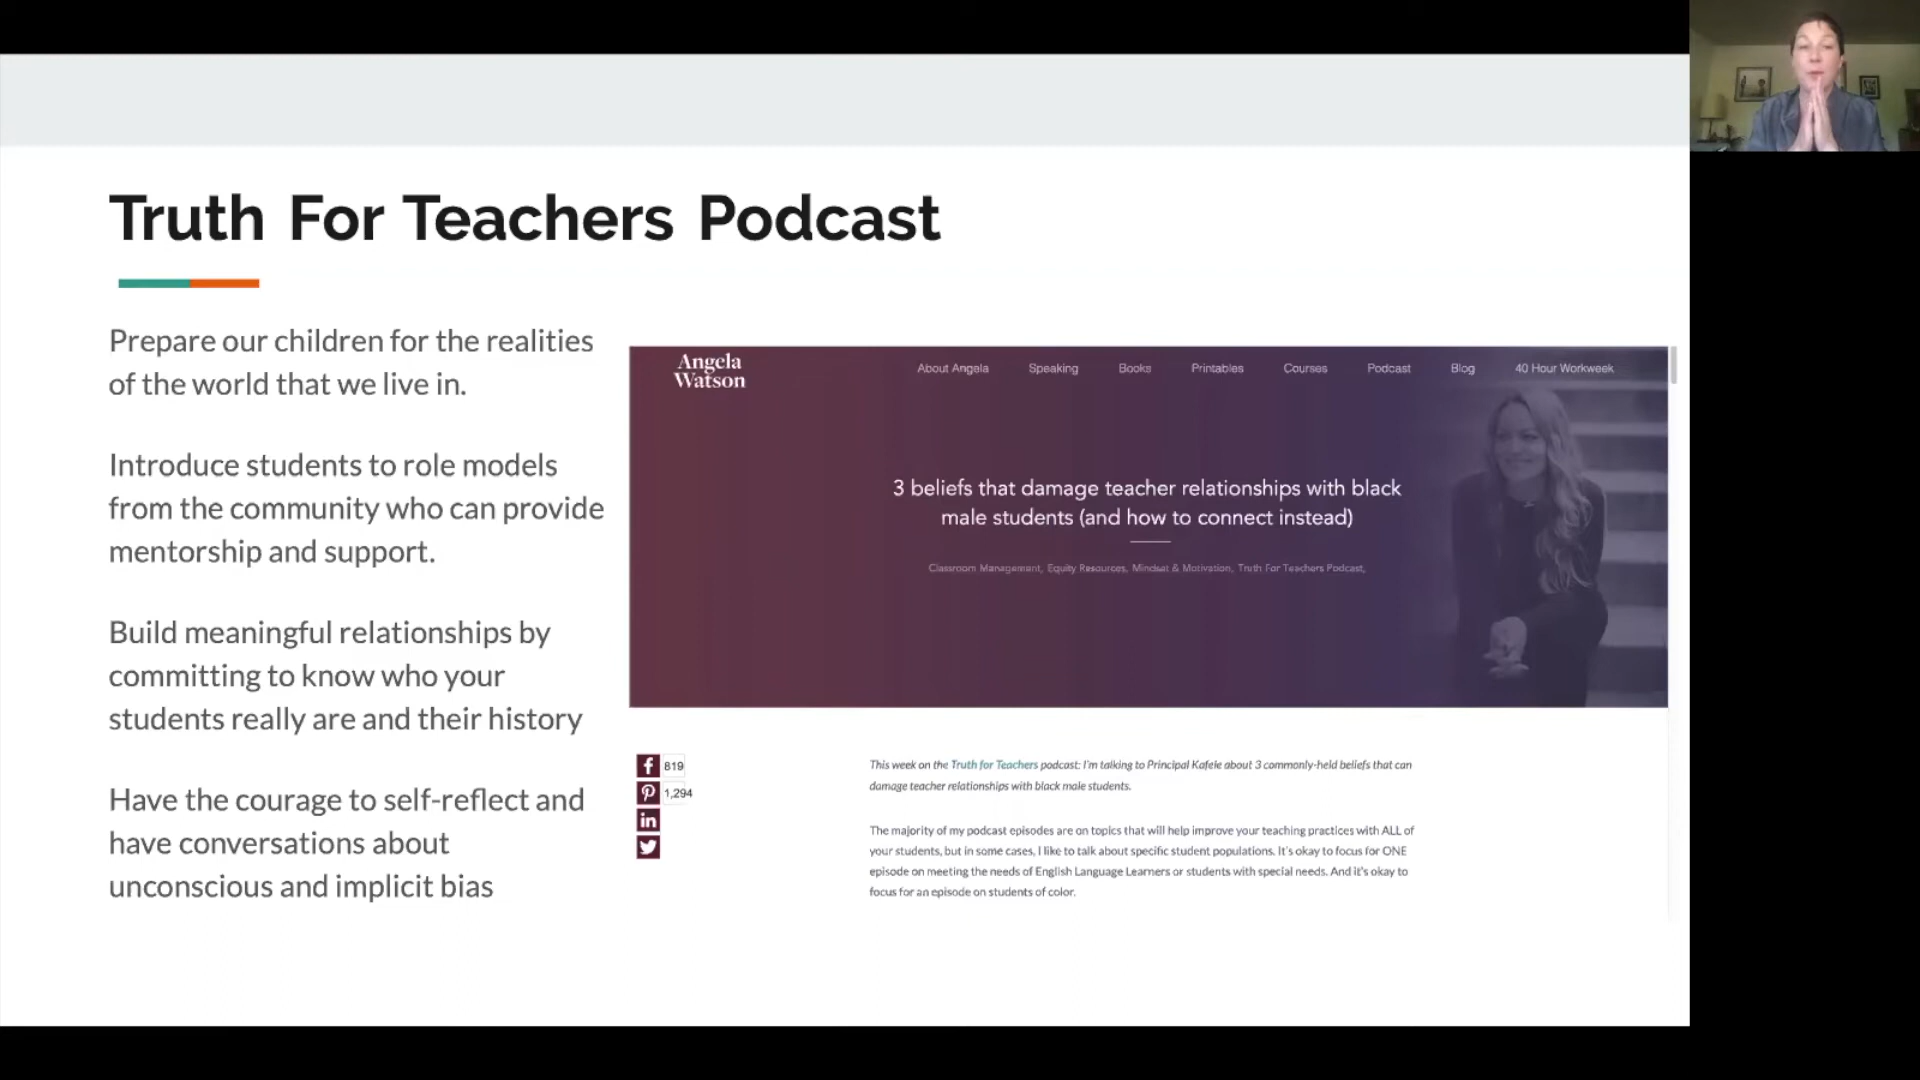 Truth For Teachers Podcast
Prepare our children for the realities
of the world that we live in.
Introduce students to role models
from the community who can provide
mentorship and support.
Build meaningful relationships by
committing to know who your
students really are and their history
Have the courage to self-reflect and
have conversations about
unconscious and implicit bias
Angela
Watson
About Angela Speaking Books Printables Courses Podcast Blog 40 Hour Workweek
3 beliefs that damage teacher relationships with black
male students (and how to connect instead)
Classroom Management, Equity Resources, Mindset & Motivation, Truth For Teachers Podcast,
f 819
1,294
in
This week on the Truth for Teachers podcast: I'm talking to Principal Kafele about 3 commonly-held beliefs that can
damage teacher relationships with black male students.
The majority of my podcast episodes are on topics that will help improve your teaching practices with ALL of
your students, but in some cases, I like to talk about specific student populations. It's okay to focus for ONE
episode on meeting the needs of English Language Learners or students with special needs. And it's okay to
focus for an episode on students of color.